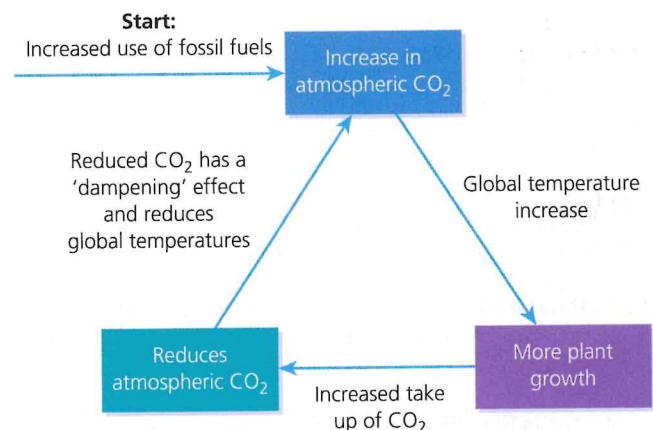 Start:
Increased use of fossil fuels
Increase in
atmospheric CO₂
Global temperature
increase
More plant
growth
Increased take
up of CO₂
Reduces
atmospheric CO₂
Reduced CO₂ has a
‘dampening’ effect
and reduces
global temperatures